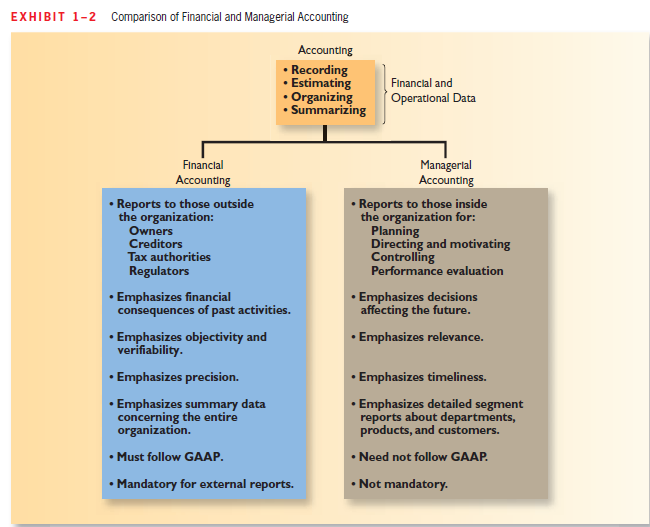 EXHIBIT 1–2 Comparison of Financial and Managerial Accounting
Accounting
• Recording
• Estimating
• Organizing
• Summarizing
Financial and
Operational Data
Financial
Accounting
• Reports to those outside
the organization:
Owners
Creditors
Tax authorities
Regulators
• Emphasizes financial
consequences of past activities.
• Emphasizes objectivity and
verifiability.
• Emphasizes precision.
• Emphasizes summary data
concerning the entire
organization.
• Must follow GAAP.
• Mandatory for external reports.
Managerial
Accounting
• Reports to those inside
the organization for:
Planning
Directing and motivating
Controlling
Performance evaluation
• Emphasizes decisions
affecting the future.
• Emphasizes relevance.
• Emphasizes timeliness.
• Emphasizes detailed segment
reports about departments,
products, and customers.
• Need not follow GAAP.
• Not mandatory.